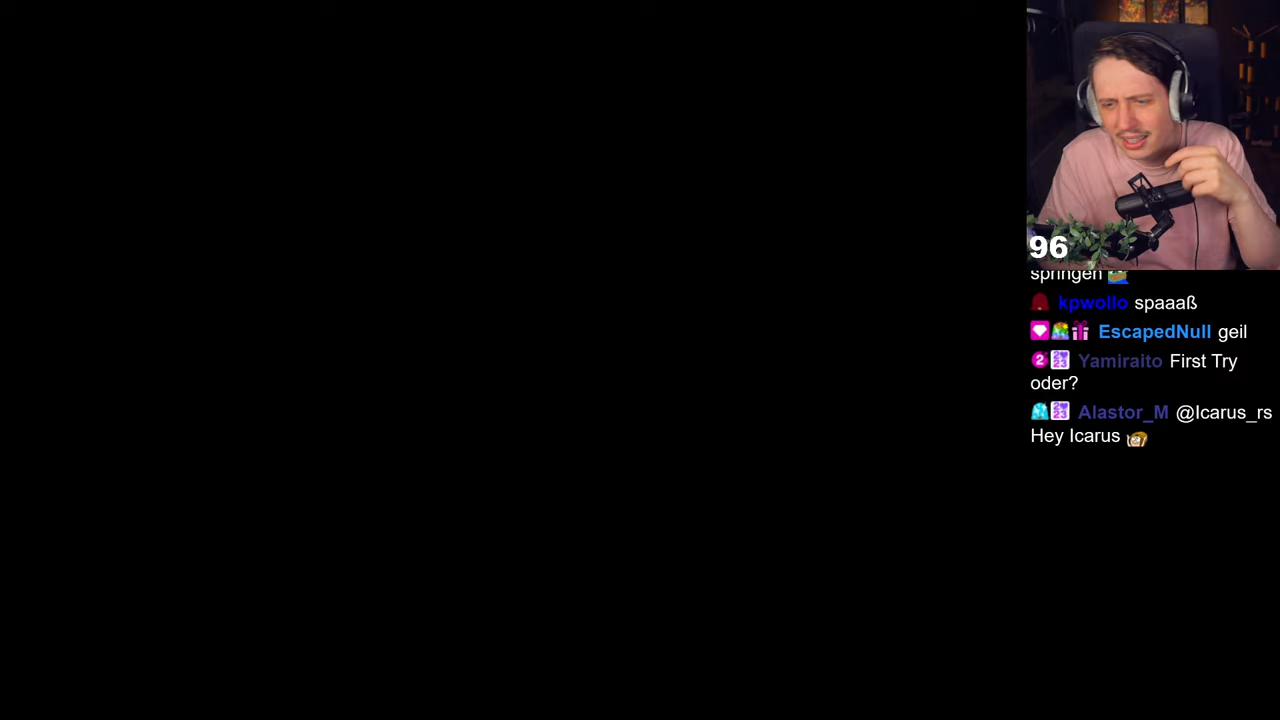 96
springen
kpwollo spaaaß
EscapedNull geil
Yamiraito First Try
oder?
Alastor_M @Icarus_rs
Hey Icarus